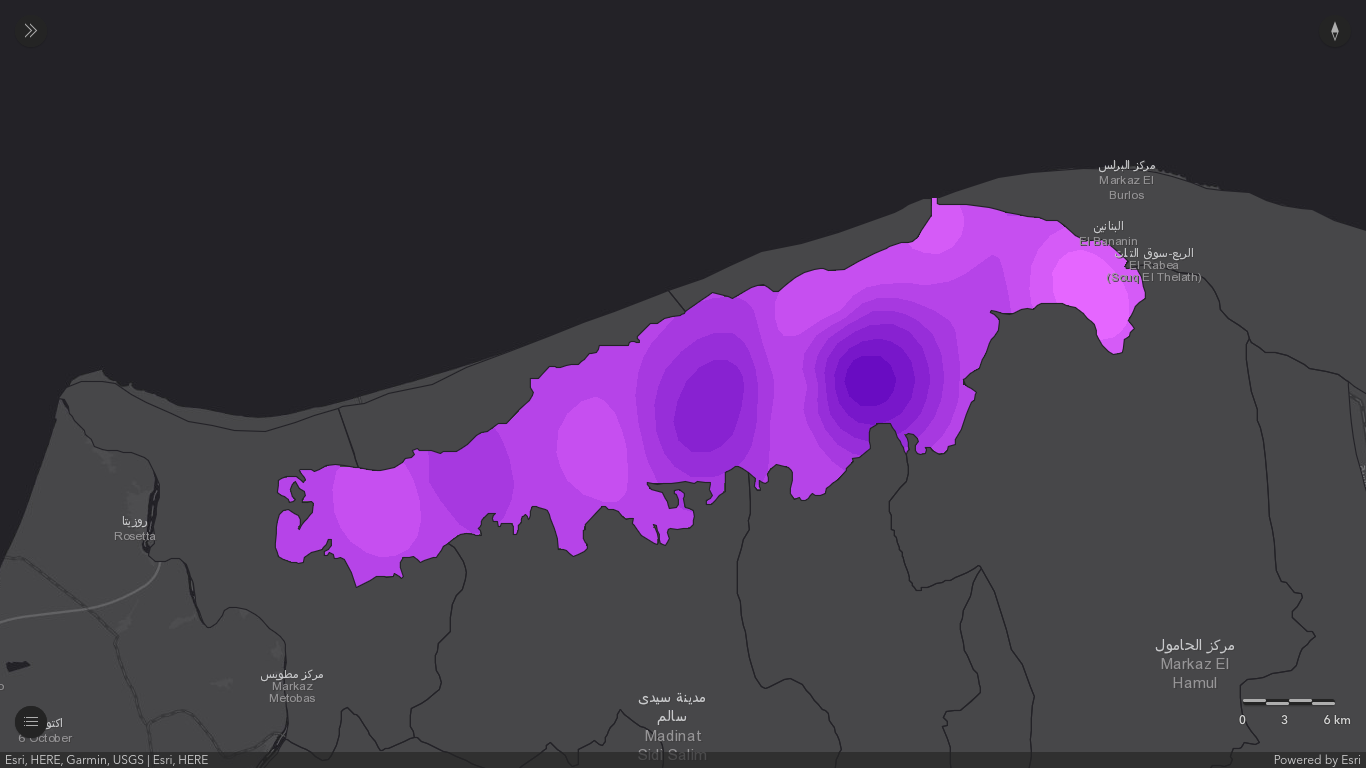 مركز البرلس
Markaz El
Burlos
البنانين
El Bananin
الربع-سوق الثلاث
El Rabea
(Souq El Thelath)
روزيتا
Rosetta
مركز الحامول
Markaz El
Hamul
مركز مطوبس
Markaz
Metobas
مدينة سيدى
سالم
Madinat
Sidi Salim
اكتو
6 October
0 3 6 km
Esri, HERE, Garmin, USGS | Esri, HERE
Powered by Esri